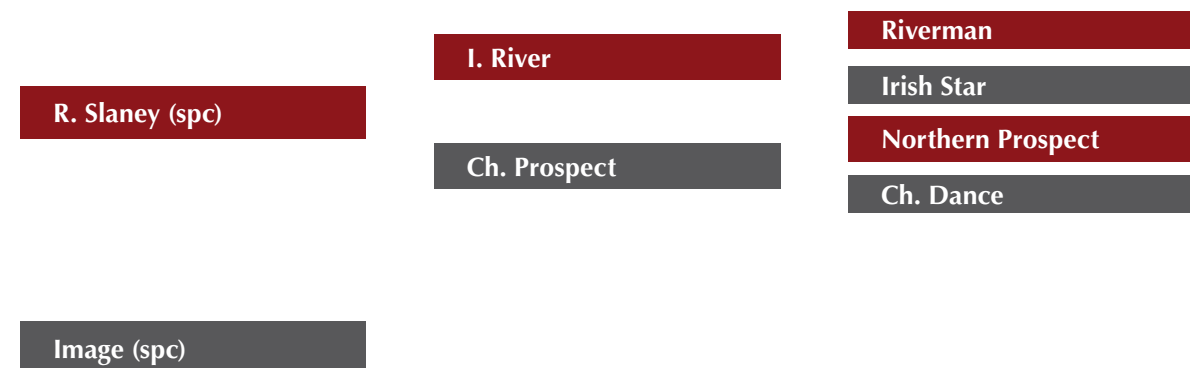 R. Slaney (spc)
Image (spc)
I. River
Ch. Prospect
Riverman
Irish Star
Northern Prospect
Ch. Dance